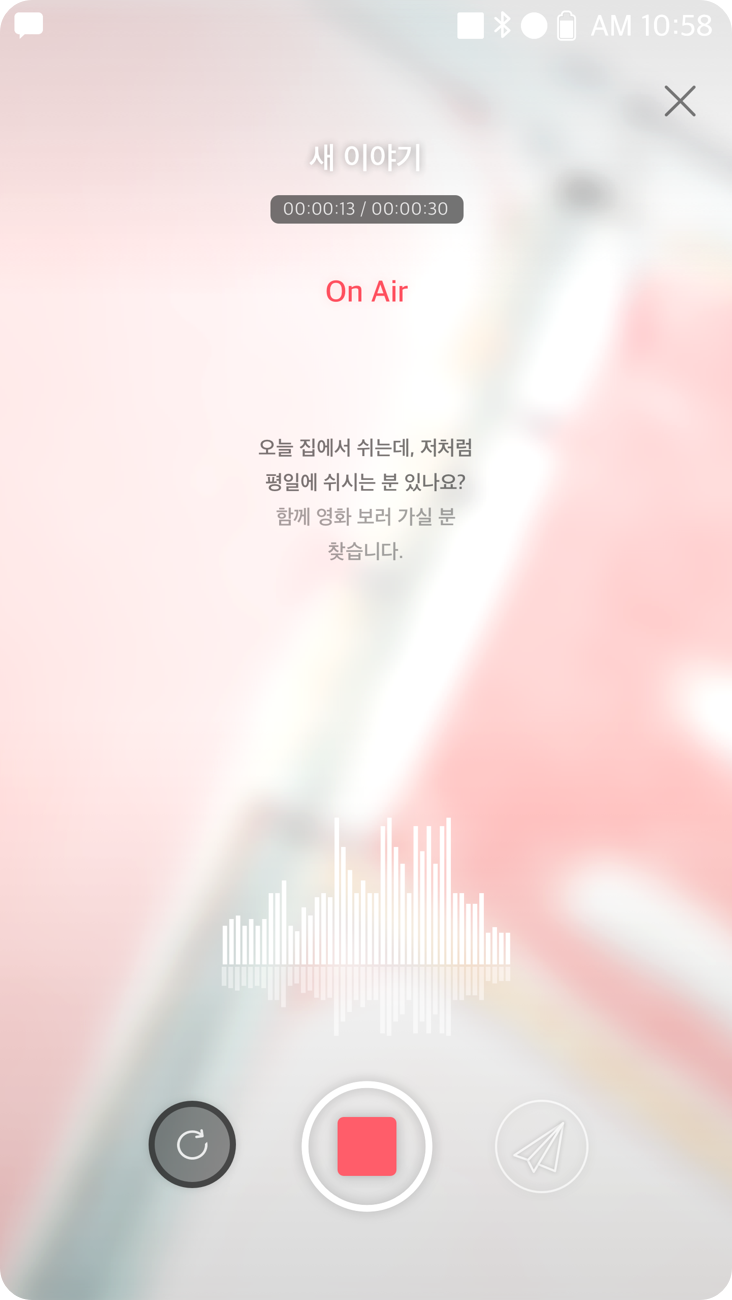 AM 10:58
새 이야기
00:00:13 / 00:00:30
On Air
오늘 집에서 쉬는데, 저처럼
평일에 쉬시는 분 있나요?
함께 영화 보러 가실 분
찾습니다.